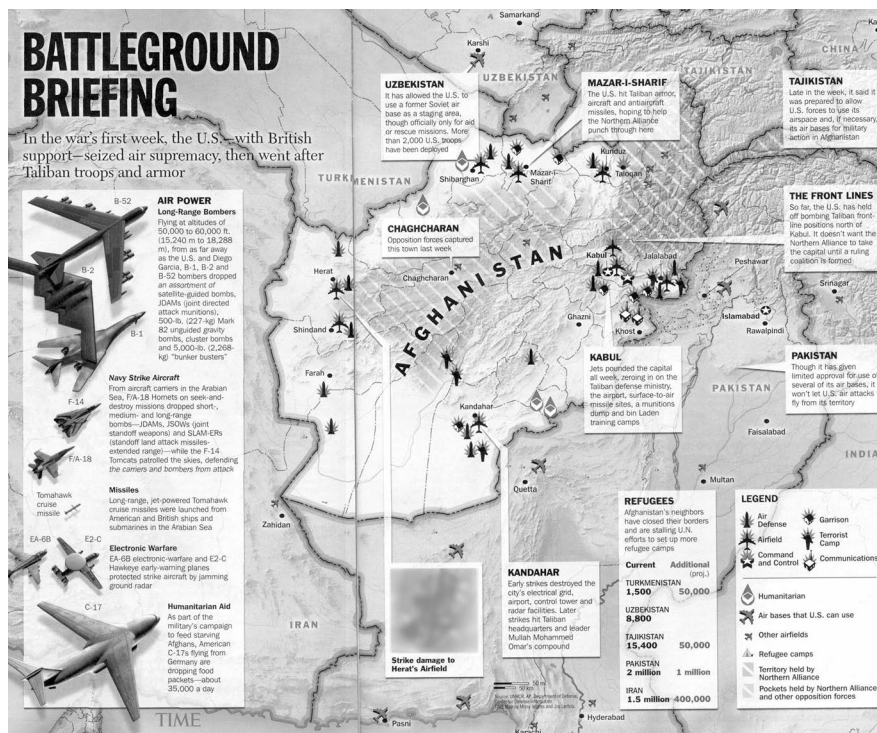 BATTLEGROUND
BRIEFING
In the war's first week, the U.S.—with British
support—seized air supremacy, then went after
Taliban troops and armor
B-52
B-2
B-1
AIR POWER
Long-Range Bombers
Flying at altitudes of
50,000 to 60,000 ft.
(15,240 m to 18,288
m), from as far away
as the U.S. and Diego
Garcia, B-1, B-2 and
B-52 bombers dropped
an assortment of
satellite-guided bombs,
JDAMs (joint directed
attack munitions),
500-lb. (227-kg) Mark
82 unguided gravity
bombs, cluster bombs
and 5,000-lb. (2,268-
kg) "bunker busters"
F-14
F/A-18
Navy Strike Aircraft
From aircraft carriers in the Arabian
Sea, F/A-18 Hornets on seek-and-
destroy missions dropped short-,
medium- and long-range
bombs—JDAMs, JSOWs (joint
standoff weapons) and SLAM-ERs
(standoff land attack missiles-
extended range)—while the F-14
Tomcats patrolled the skies, defending
the carriers and bombers from attack
Tomahawk
cruise
missile
Missiles
Long-range, jet-powered Tomahawk
cruise missiles were launched from
American and British ships and
submarines in the Arabian Sea
EA-6B
E2-C
Electronic Warfare
EA-6B electronic-warfare and E2-C
Hawkeye early-warning planes
protected strike aircraft by jamming
ground radar
C-17
Humanitarian Aid
As part of the
military's campaign
to feed starving
Afghans, American
C-17s flying from
Germany are
dropping food
packets—about
35,000 a day
TIME
Samarkand
Karshi
UZBEKISTAN
TAJIKISTAN
CHINA
TURKMENISTAN
UZBEKISTAN
It has allowed the U.S. to
use a former Soviet air
base as a staging area,
though officially only for aid
or rescue missions. More
than 2,000 U.S. troops
have been deployed
MAZAR-I-SHARIF
The U.S. hit Taliban armor,
aircraft and antiaircraft
missiles, hoping to help
the Northern Alliance
punch through here
TAJIKISTAN
Late in the week, it said it
was prepared to allow
U.S. forces to use its
airspace and, if necessary,
its air bases for military
action in Afghanistan
Shibarghan
Mazar-i-
Sharif
Kunduz
Taloqan
CHAGHCHARAN
Opposition forces captured
this town last week
Chaghcharan
AFGHANISTAN
THE FRONT LINES
So far, the U.S. has held
off bombing Taliban front-
line positions north of
Kabul. It doesn't want the
Northern Alliance to take
the capital until a ruling
coalition is formed
Herat
Shindand
Farah
Kabul
Jalalabad
Peshawar
Srinagar
Islamabad
Rawalpindi
Ghazni
Khost
KABUL
Jets pounded the capital
all week, zeroing in on the
Taliban defense ministry,
the airport, surface-to-air
missile sites, a munitions
dump and bin Laden
training camps
PAKISTAN
Though it has given
limited approval for use of
several of its air bases, it
won't let U.S. air attacks
fly from its territory
PAKISTAN
Faisalabad
INDIA
Kandahar
Quetta
Multan
Zahidan
IRAN
Strike damage to
Herat's Airfield
KANDAHAR
Early strikes destroyed the
city's electrical grid,
airport, control tower and
radar facilities. Later
strikes hit Taliban
headquarters and leader
Mullah Mohammed
Omar's compound
REFUGEES
Afghanistan's neighbors
have closed their borders
and are stalling U.N.
efforts to set up more
refugee camps
Current Additional
(proj.)
TURKMENISTAN
1,500 50,000
UZBEKISTAN
8,800
TAJIKISTAN
15,400 50,000
PAKISTAN
2 million 1 million
IRAN
1.5 million 400,000
LEGEND
Air
Defense
Garrison
Airfield
Terrorist
Camp
Command
and Control
Communications
Humanitarian
Air bases that U.S. can use
Other airfields
Refugee camps
Territory held by
Northern Alliance
Pockets held by Northern Alliance
and other opposition forces
50 mi
50 km
Pasni
Karachi
Hyderabad